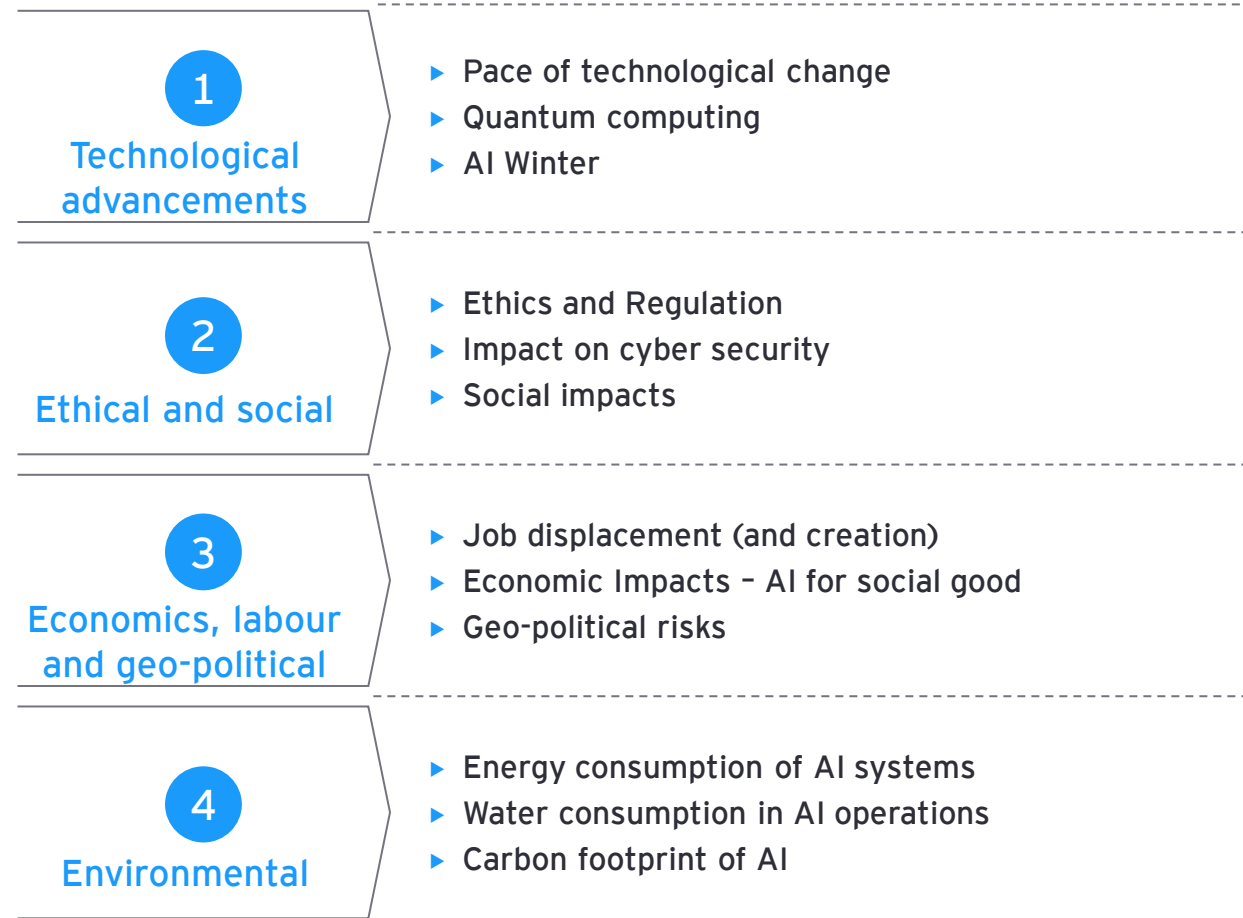 1
Technological
advancements
► Pace of technological change
► Quantum computing
► AI Winter
2
Ethical and social
► Ethics and Regulation
► Impact on cyber security
► Social impacts
3
Economics, labour
and geo-political
► Job displacement (and creation)
► Economic Impacts – AI for social good
► Geo-political risks
4
Environmental
► Energy consumption of AI systems
► Water consumption in AI operations
► Carbon footprint of AI